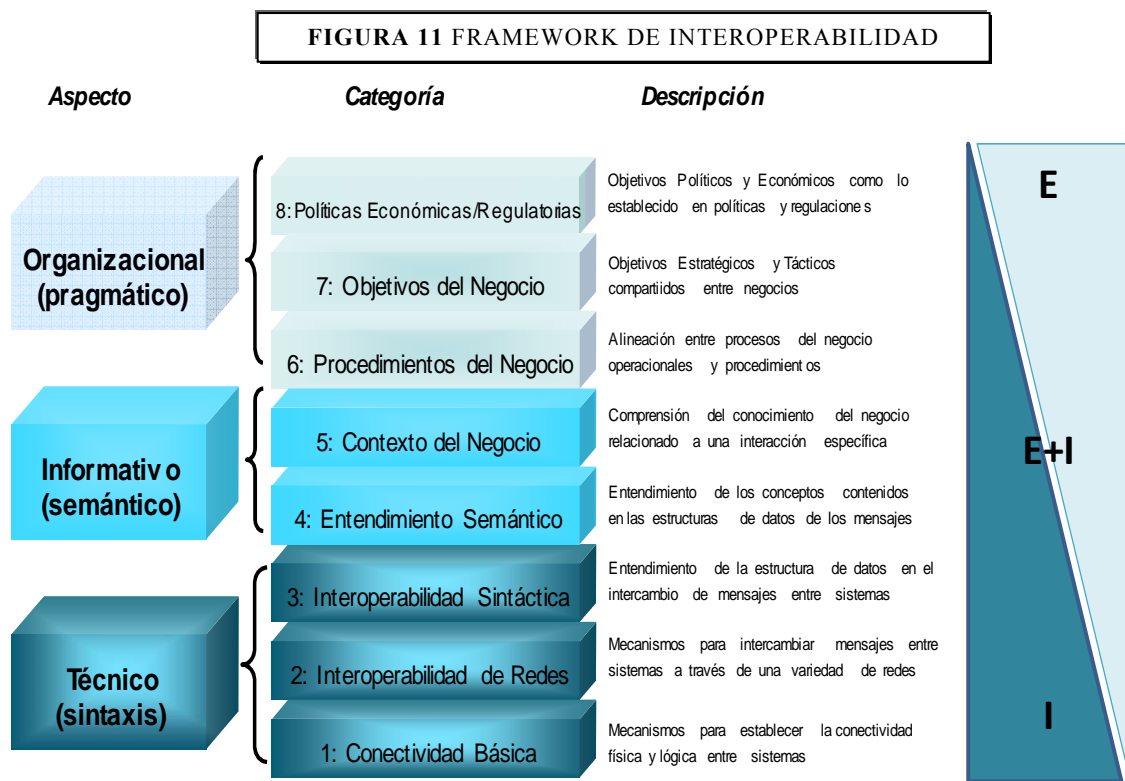 FIGURA 11 FRAMEWORK DE INTEROPERABILIDAD
Aspecto
Categoría
Descripción
Organizacional
(pragmático)
8: Políticas Económicas/Regulatorias
Objetivos Políticos y Económicos como lo
establecido en políticas y regulaciones
7: Objetivos del Negocio
Objetivos Estratégicos y Tácticos
compartiidos entre negocios
6: Procedimientos del Negocio
Alineación entre procesos del negocio
operacionales y procedimientos
Informativo
(semántico)
5: Contexto del Negocio
Comprensión del conocimiento del negocio
relacionado a una interacción específica
4: Entendimiento Semántico
Entendimiento de los conceptos contenidos
en las estructuras de datos de los mensajes
Técnico
(sintaxis)
3: Interoperabilidad Sintáctica
Entendimiento de la estructura de datos en el
intercambio de mensajes entre sistemas
2: Interoperabilidad de Redes
Mecanismos para intercambiar mensajes entre
sistemas a través de una variedad de redes
1: Conectividad Básica
Mecanismos para establecer la conectividad
física y lógica entre sistemas
E
E+I
I